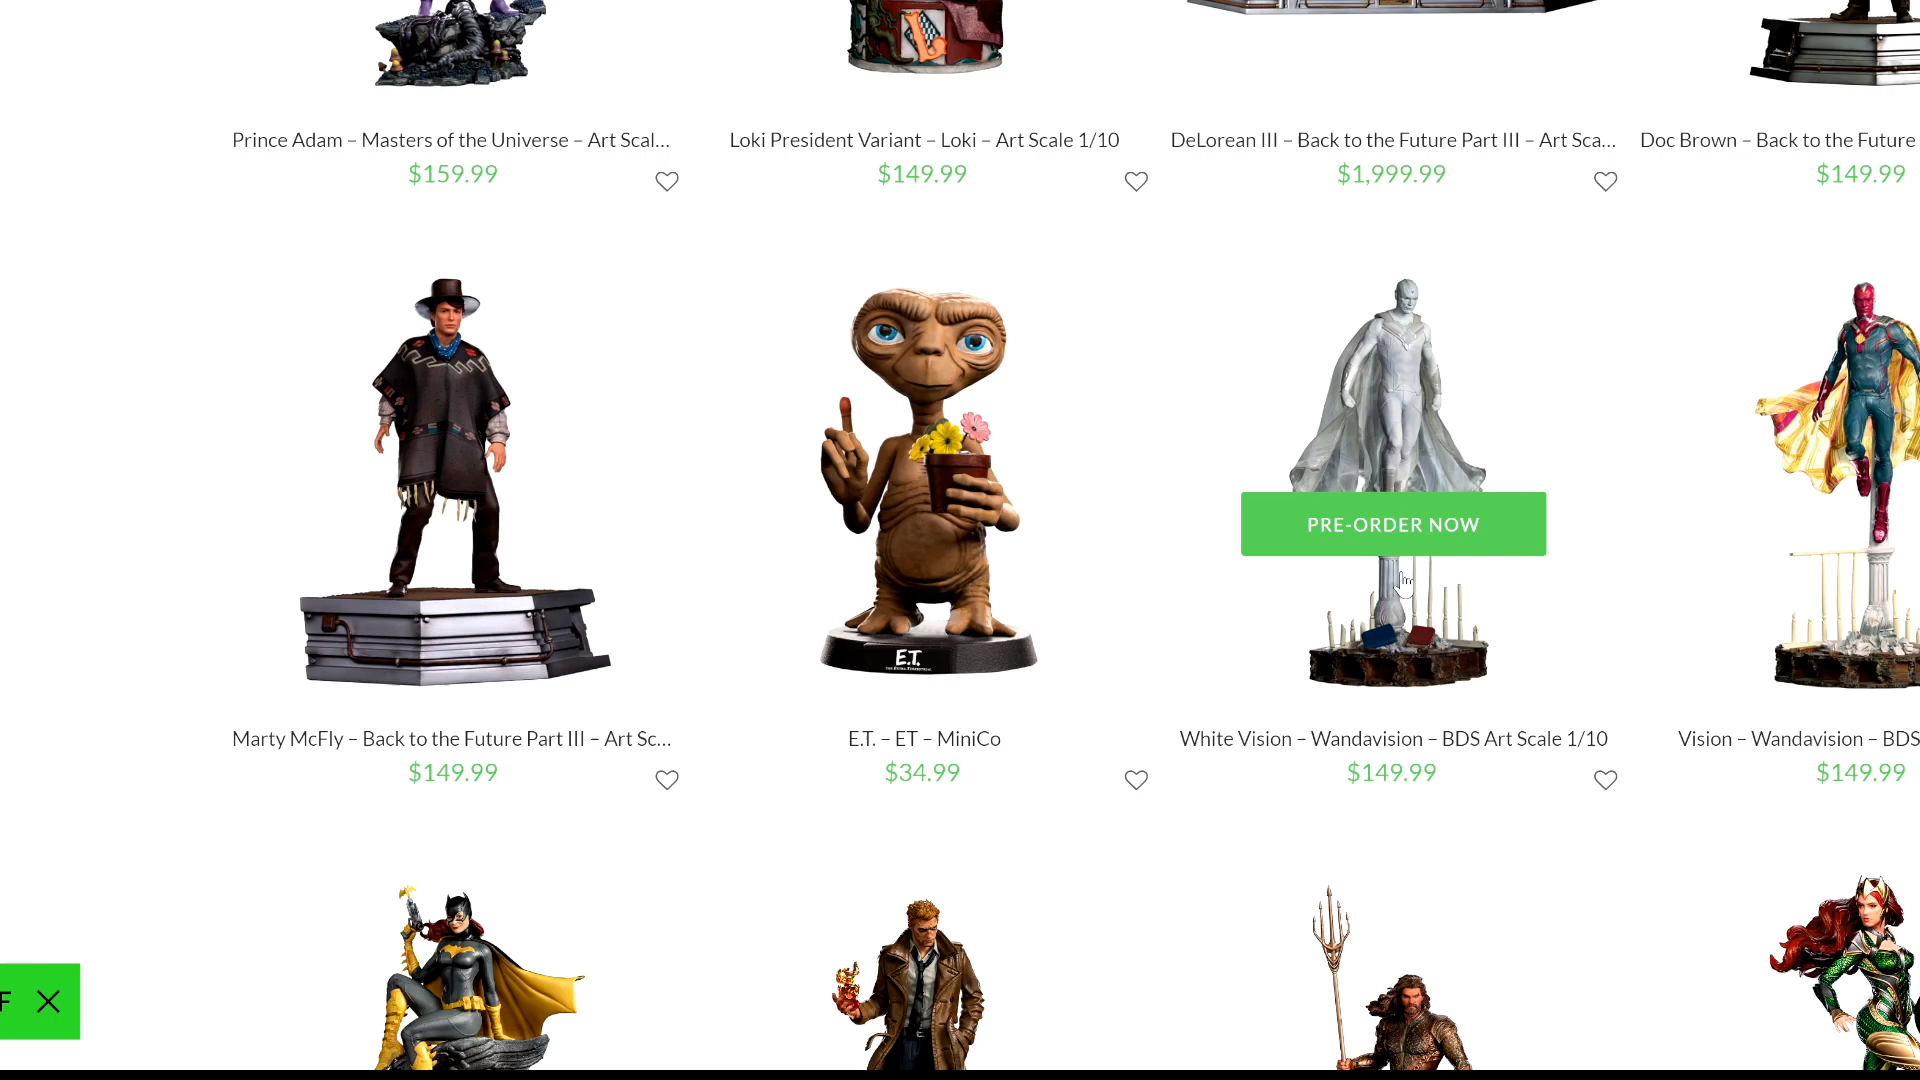 Prince Adam – Masters of the Universe – Art Scal...
$159.99
Loki President Variant – Loki – Art Scale 1/10
$149.99
DeLorean III – Back to the Future Part III – Art Sca...
$1,999.99
Doc Brown – Back to the Future
$149.99
E.T.
PRE-ORDER NOW
Marty McFly – Back to the Future Part III – Art Sc...
$149.99
E.T. – ET – MiniCo
$34.99
White Vision – Wandavision – BDS Art Scale 1/10
$149.99
Vision – Wandavision – BDS
$149.99
F